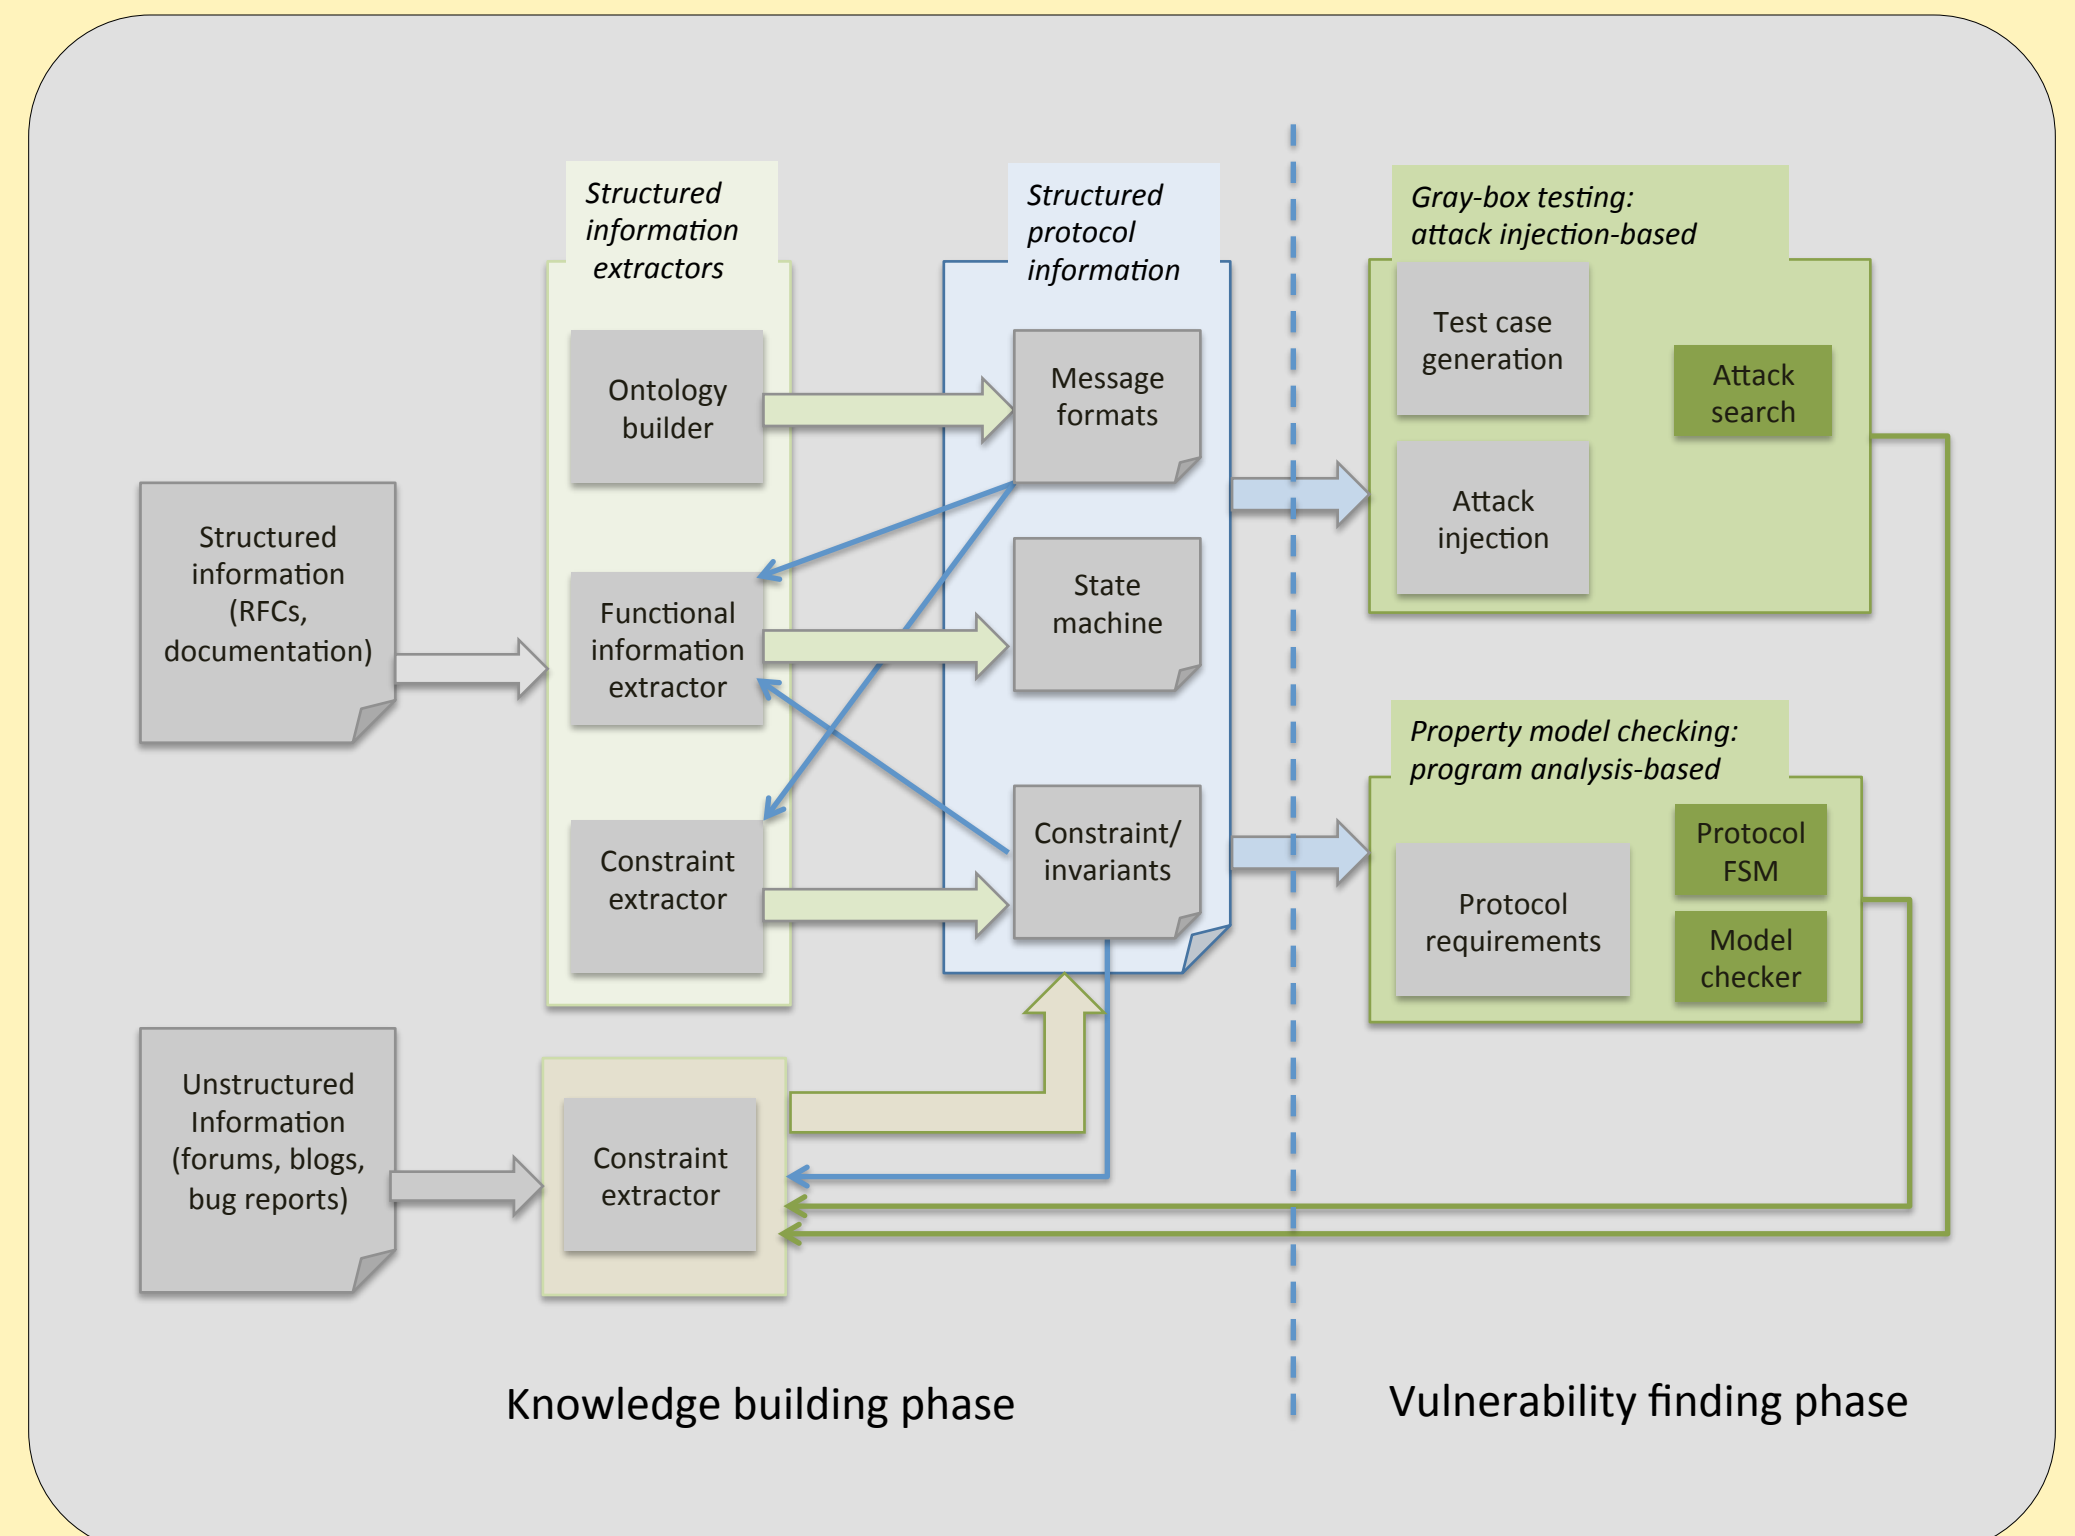 Structured
information
extractors
Structured
protocol
information
Gray-box testing:
attack injection-based
Ontology
builder
Message
formats
Test case
generation
Attack
search
Attack
injection
Structured
information
(RFCs,
documentation)
Functional
information
extractor
State
machine
Property model checking:
program analysis-based
Constraint
extractor
Constraint/
invariants
Protocol
requirements
Protocol
FSM
Model
checker
Unstructured
Information
(forums, blogs,
bug reports)
Constraint
extractor
Knowledge building phase
Vulnerability finding phase